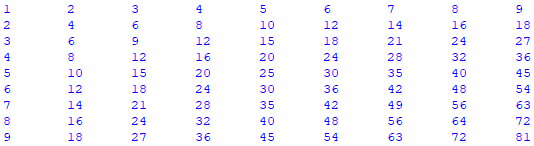 1 2 3 4 5 6 7 8 9
2 4 6 8 10 12 14 16 18
3 6 9 12 15 18 21 24 27
4 8 12 16 20 24 28 32 36
5 10 15 20 25 30 35 40 45
6 12 18 24 30 36 42 48 54
7 14 21 28 35 42 49 56 63
8 16 24 32 40 48 56 64 72
9 18 27 36 45 54 63 72 81